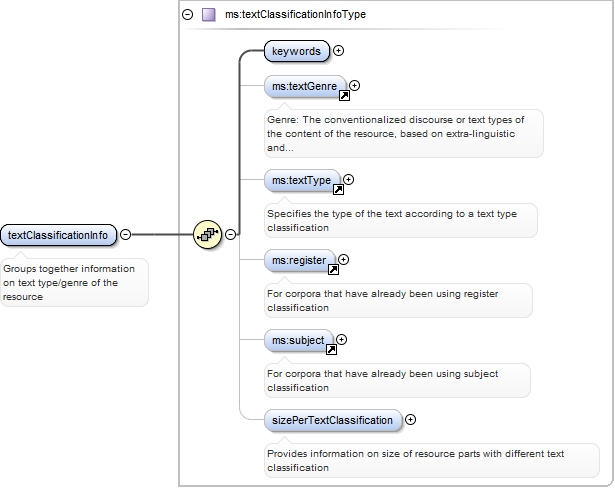 ms:textClassificationInfoType
keywords
ms:textGenre
Genre: The conventionalized discourse or text types of
the content of the resource, based on extra-linguistic
and...
ms:textType
Specifies the type of the text according to a text type
classification
textClassificationInfo
Groups together information
on text type/genre of the
resource
ms:register
For corpora that have already been using register
classification
ms:subject
For corpora that have already been using subject
classification
sizePerTextClassification
Provides information on size of resource parts with different text
classification